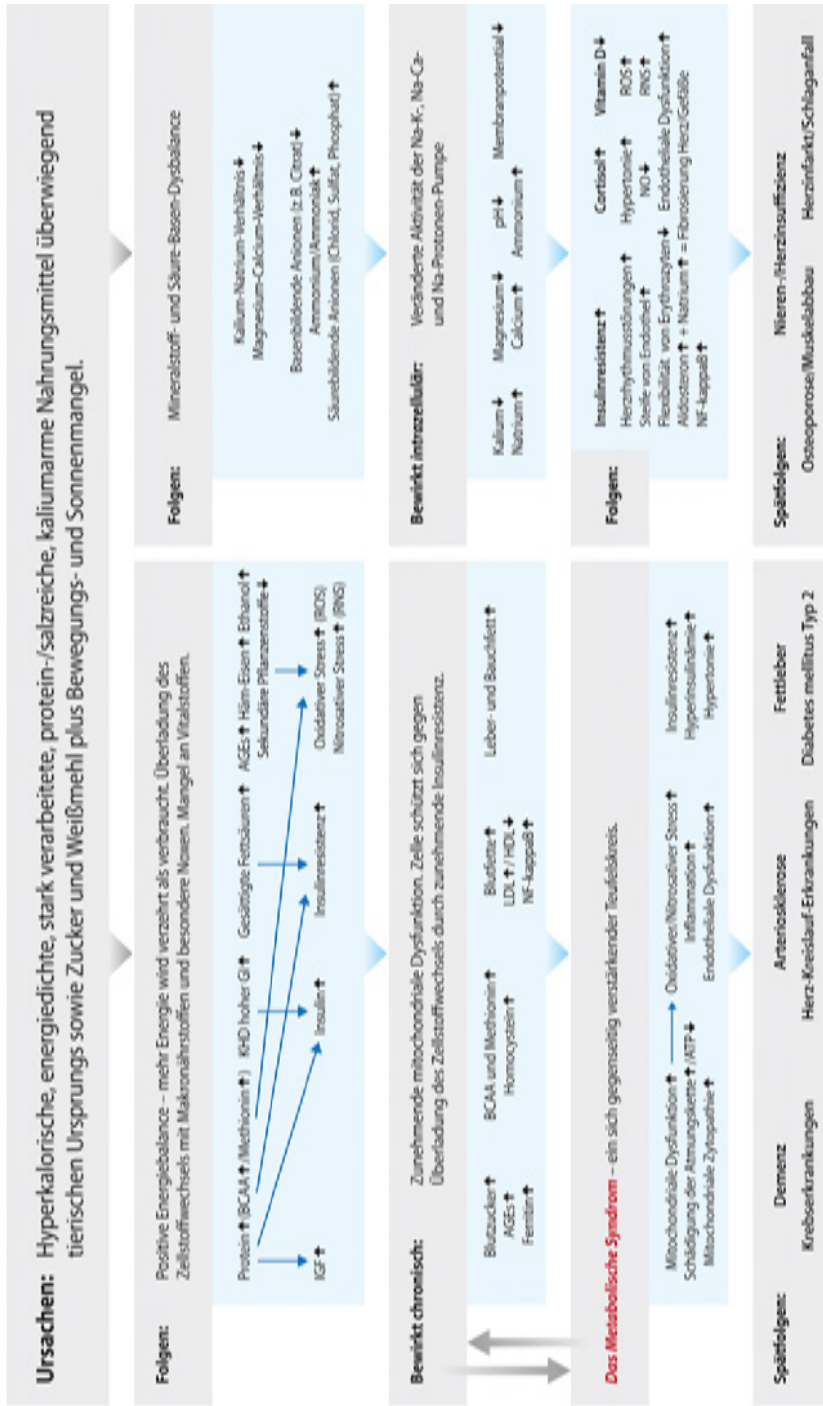 Ursachen: Hyperkalorische, energiedichte, stark verarbeitete, protein-/salzreiche, kaliumarme Nahrungsmittel überwiegend
tierischen Ursprungs sowie Zucker und Weißmehl plus Bewegungs- und Sonnenmangel.
Folgen: Positive Energiebalance – mehr Energie wird verzehrt als verbraucht. Überladung des
Zellstoffwechsels mit Makronährstoffen und besondere Noxen. Mangel an Vitalstoffen.
Protein↑ (BCAA↑/Methionin↑) KHD hoher GI↑ Gesättigte Fettsäuren↑ AGEs↑ Häm-Eisen↑ Ethanol↑
Sekundäre Pflanzenstoffe↓
IGF↑ Insulin↑ Insulinresistenz↑ Oxidativer Stress↑ (ROS)
Nitrosativer Stress↑ (RNS)
Bewirkt chronisch: Zunehmende mitochondriale Dysfunktion. Zelle schützt sich gegen
Überladung des Zellstoffwechsels durch zunehmende Insulinresistenz.
Blutzucker↑ BCAA und Methionin↑ Blutfette↑ Leber- und Bauchfett↑
AGEs↑ Homocystein↑ LDL↑/ HDL↓
Ferritin↑ NF-kappaB↑
Das Metabolische Syndrom – ein sich gegenseitig verstärkender Teufelskreis.
Mitochondriale Dysfunktion↑ → Oxidativer/Nitrosativer Stress↑ Insulinresistenz↑
Schädigung der Atmungskette↑/ATP↓ Inflammation↑ Hyperinsulinämie↑
Mitochondriale Zytopathie↑ Endotheliale Dysfunktion↑ Hypertonie↑
Spätfolgen: Demenz Arteriosklerose Fettleber
Krebserkrankungen Herz-Kreislauf-Erkrankungen Diabetes mellitus Typ 2
Folgen: Mineralstoff- und Säure-Basen-Dysbalance
Kalium-Natrium-Verhältnis↓
Magnesium-Calcium-Verhältnis↓
Basenbildende Anionen (z. B. Citrat)↓
Ammonium/Ammoniak↑
Säurebildende Anionen (Chlorid, Sulfat, Phosphat)↑
Bewirkt intrazellulär: Veränderte Aktivität der Na-K-, Na-Ca-
und Na-Protonen-Pumpe
Kalium↓ Magnesium↓ pH↓ Membranpotential↓
Natrium↑ Calcium↑ Ammonium↑
Folgen: Insulinresistenz↑ Cortisol↑ Vitamin D↓
Herzrhythmusstörungen↑ Hypertonie↑ ROS↑
Steife von Endothel↑ NO↓ RNS↑
Flexibilität von Erythrozyten↓ Endotheliale Dysfunktion↑
Aldosteron↑ + Natrium↑ = Fibrosierung Herz/Gefäße
NF-kappaB↑
Spätfolgen: Nieren-/Herzinsuffizienz
Osteoporose/Muskelabbau Herzinfarkt/Schlaganfall